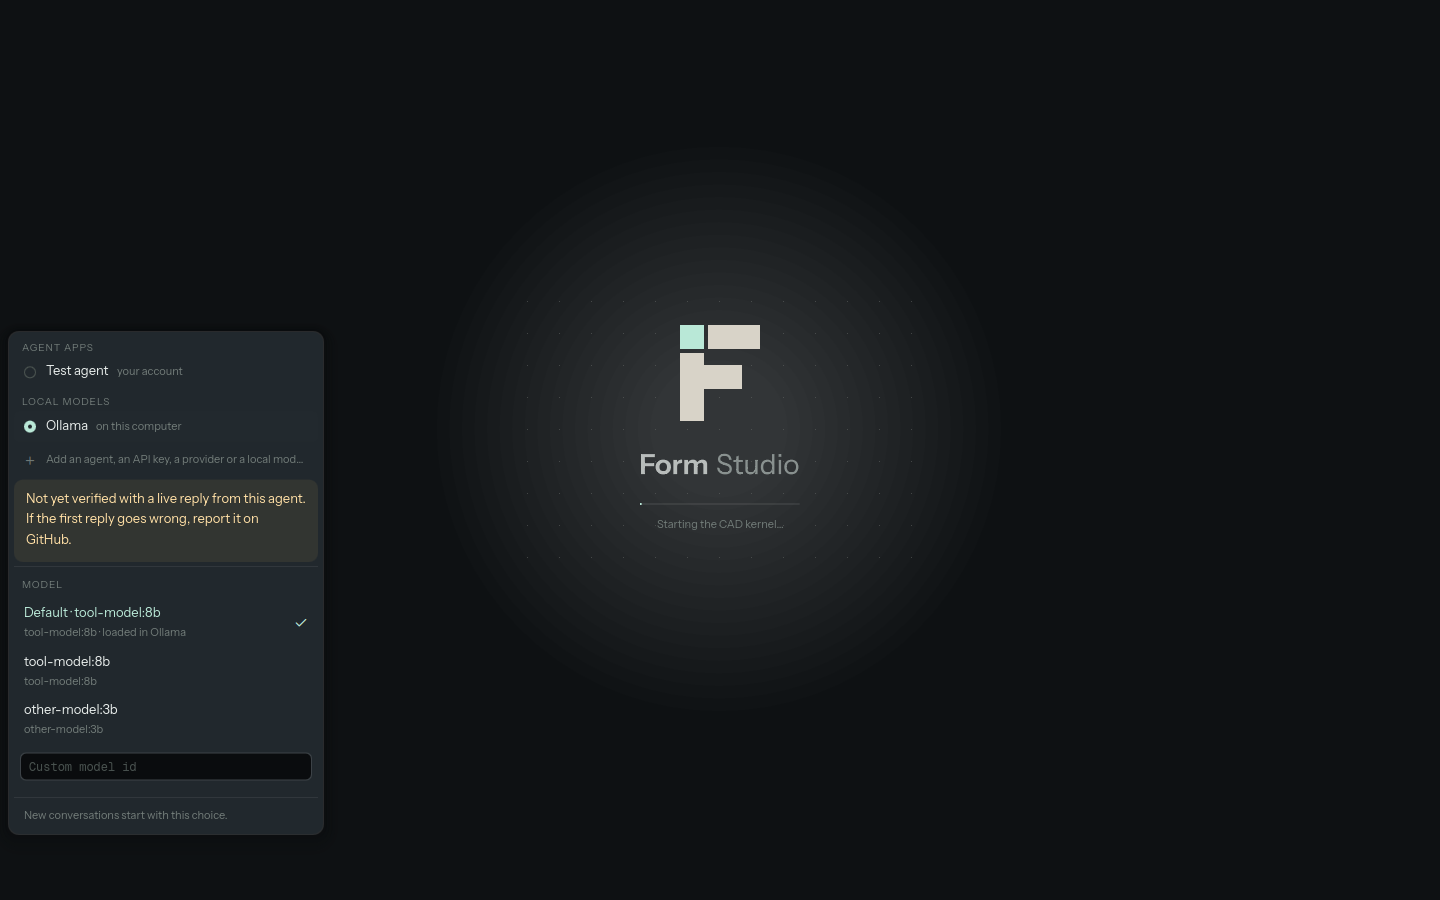 AGENT APPS
Test agent your account
LOCAL MODELS
Ollama on this computer
+ Add an agent, an API key, a provider or a local mod…
Not yet verified with a live reply from this agent.
If the first reply goes wrong, report it on
GitHub.
MODEL
Default · tool-model:8b
tool-model:8b · loaded in Ollama
tool-model:8b
tool-model:8b
other-model:3b
other-model:3b
Custom model id
New conversations start with this choice.
Form Studio
Starting the CAD kernel…